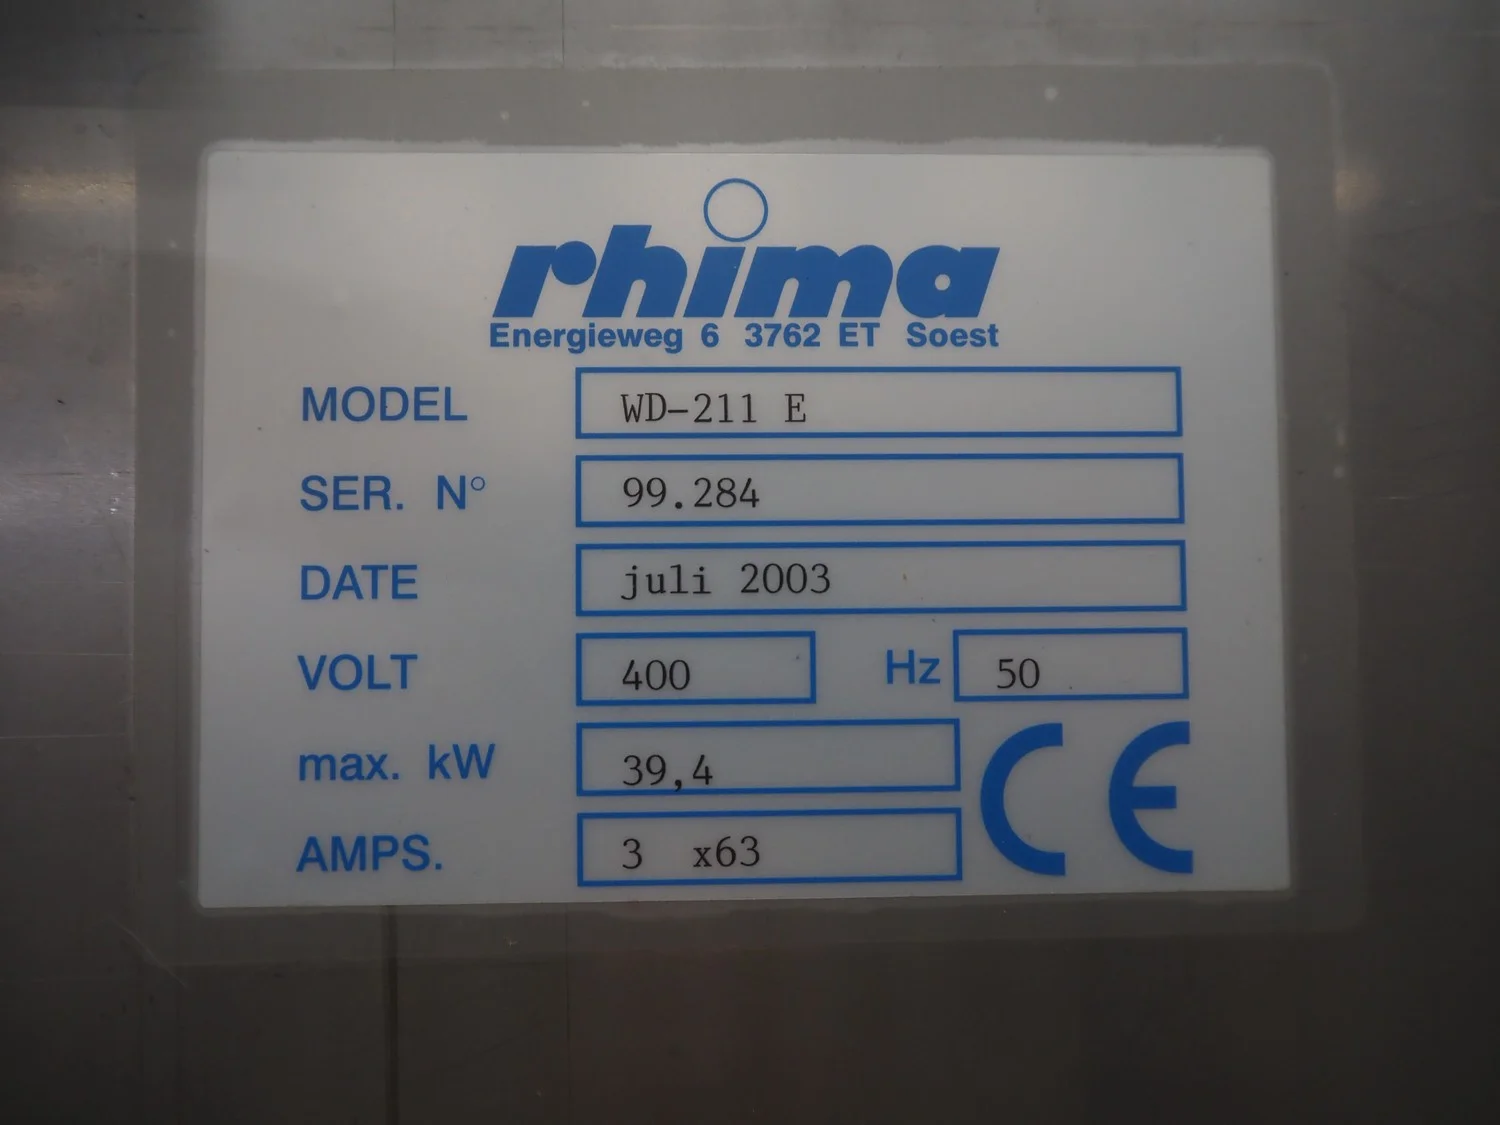 rhima
Energieweg 6 3762 ET Soest
MODEL WD-211 E
SER. N° 99.284
DATE juli 2003
VOLT 400 Hz 50
max. kW 39,4
AMPS. 3 x63
CE